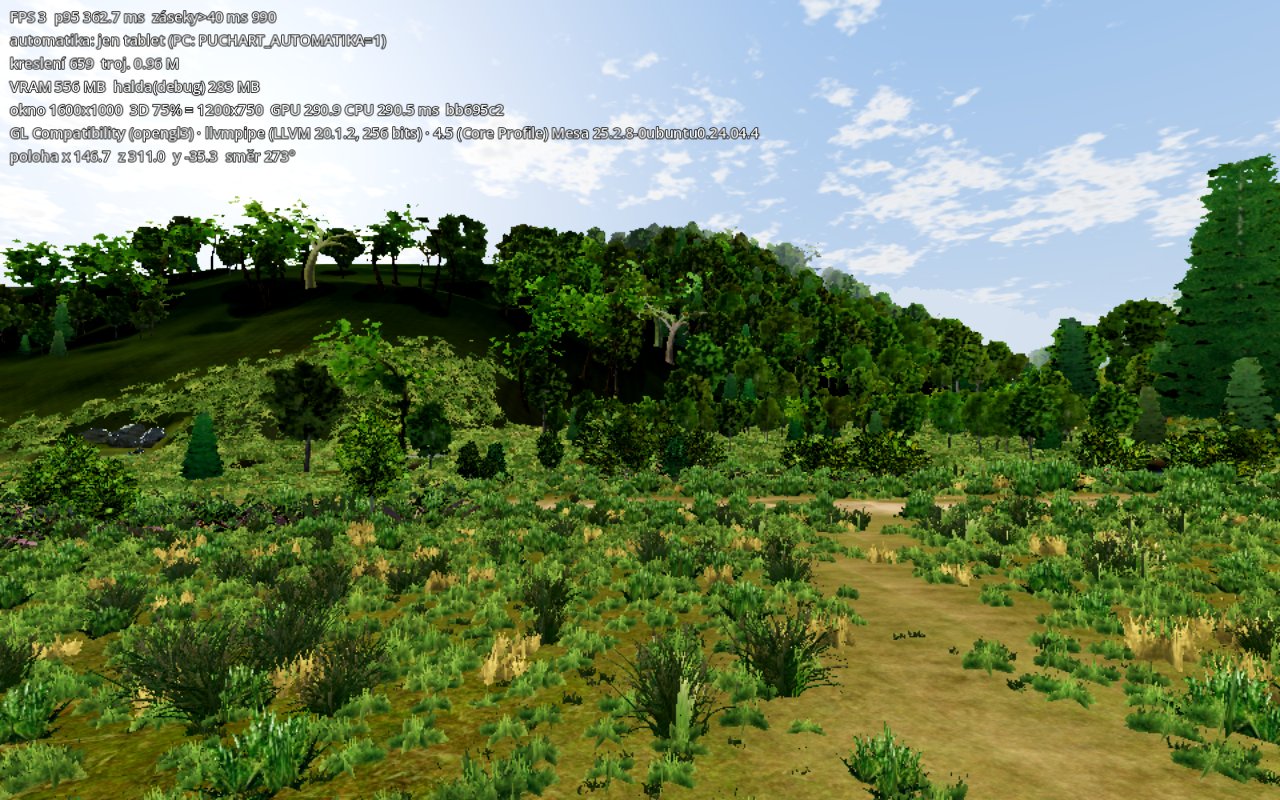 FPS 3 p95 362.7 ms záseky>40 ms 990
automatika: jen tablet (PC: PUCHART_AUTOMATIKA=1)
kreslení 659 troj. 0.96 M
VRAM 556 MB halda(debug) 283 MB
okno 1600x1000 3D 75% = 1200x750 GPU 290.9 CPU 290.5 ms bb695c2
GL Compatibility (opengl3) · llvmpipe (LLVM 20.1.2, 256 bits) · 4.5 (Core Profile) Mesa 25.2.8-0ubuntu0.24.04.4
poloha x 146.7 z 311.0 y -35.3 směr 273°